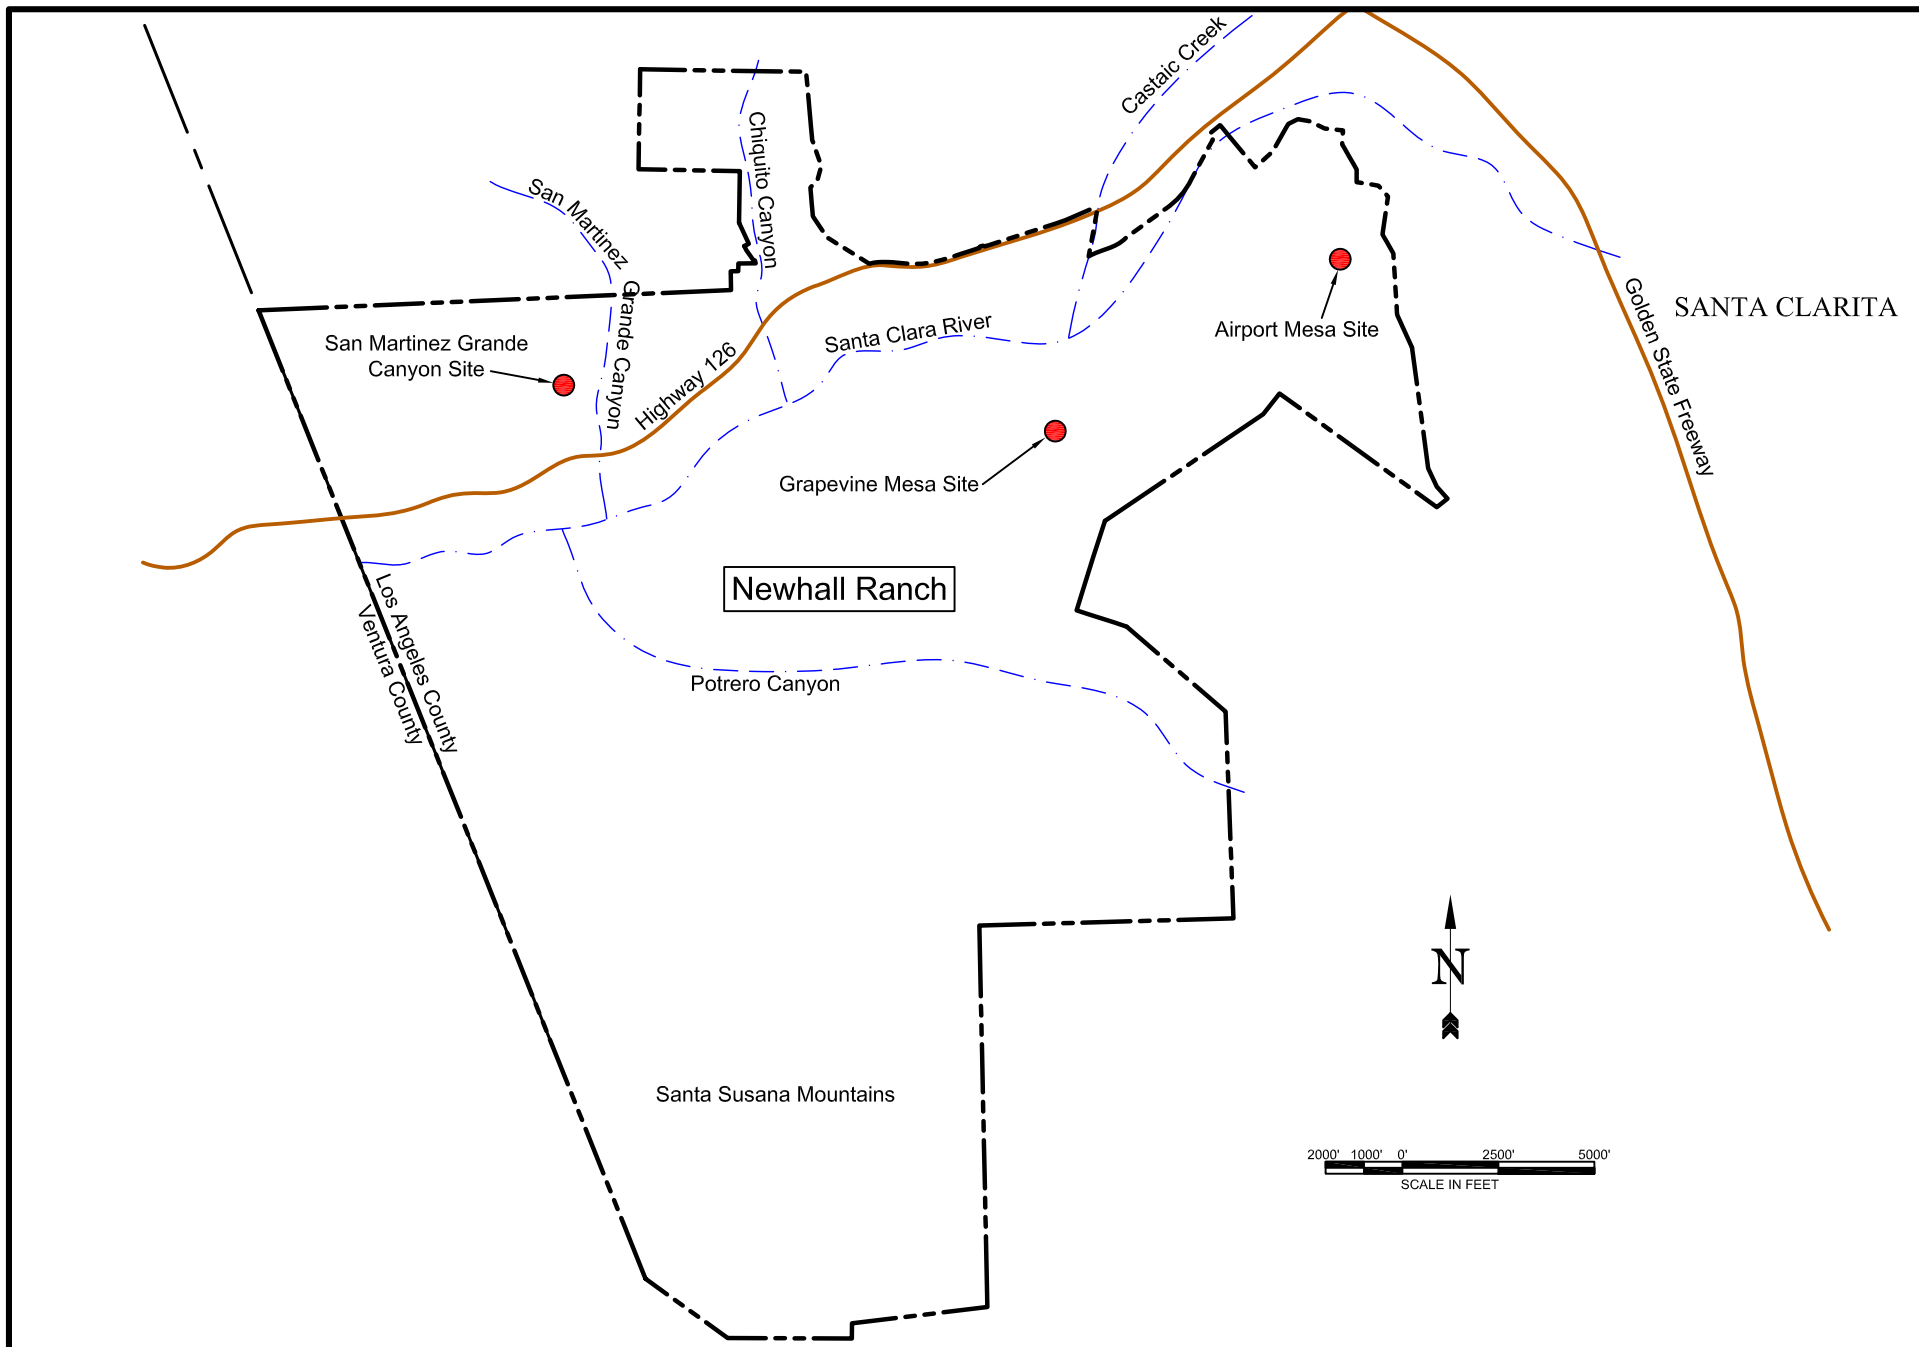 Castaic Creek
Chiquito Canyon
San Martinez
Grande Canyon
Golden State Freeway
SANTA CLARITA
Santa Clara River
Airport Mesa Site
San Martinez Grande
Canyon Site
Highway 126
Grapevine Mesa Site
Newhall Ranch
Los Angeles County
Ventura County
Potrero Canyon
N
Santa Susana Mountains
2000' 1000' 0' 2500' 5000'
SCALE IN FEET